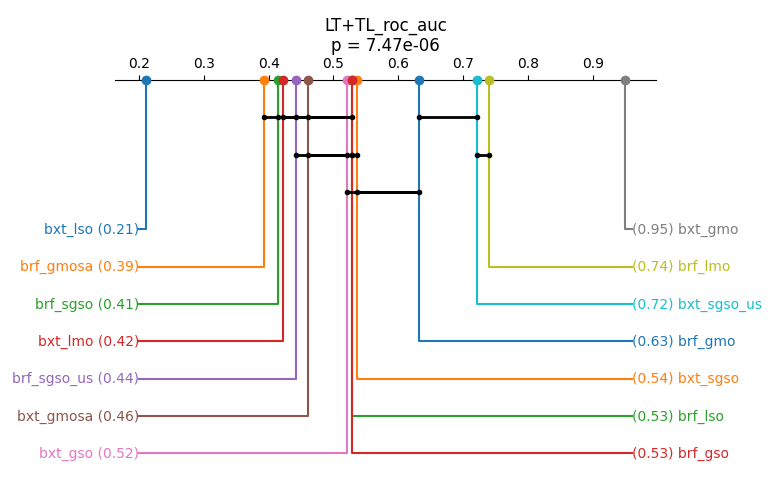 LT+TL_roc_auc
p = 7.47e-06
0.2 0.3 0.4 0.5 0.6 0.7 0.8 0.9
bxt_lso (0.21) (0.95) bxt_gmo
brf_gmosa (0.39) (0.74) brf_lmo
brf_sgso (0.41) (0.72) bxt_sgso_us
bxt_lmo (0.42) (0.63) brf_gmo
brf_sgso_us (0.44) (0.54) bxt_sgso
bxt_gmosa (0.46) (0.53) brf_lso
bxt_gso (0.52) (0.53) brf_gso